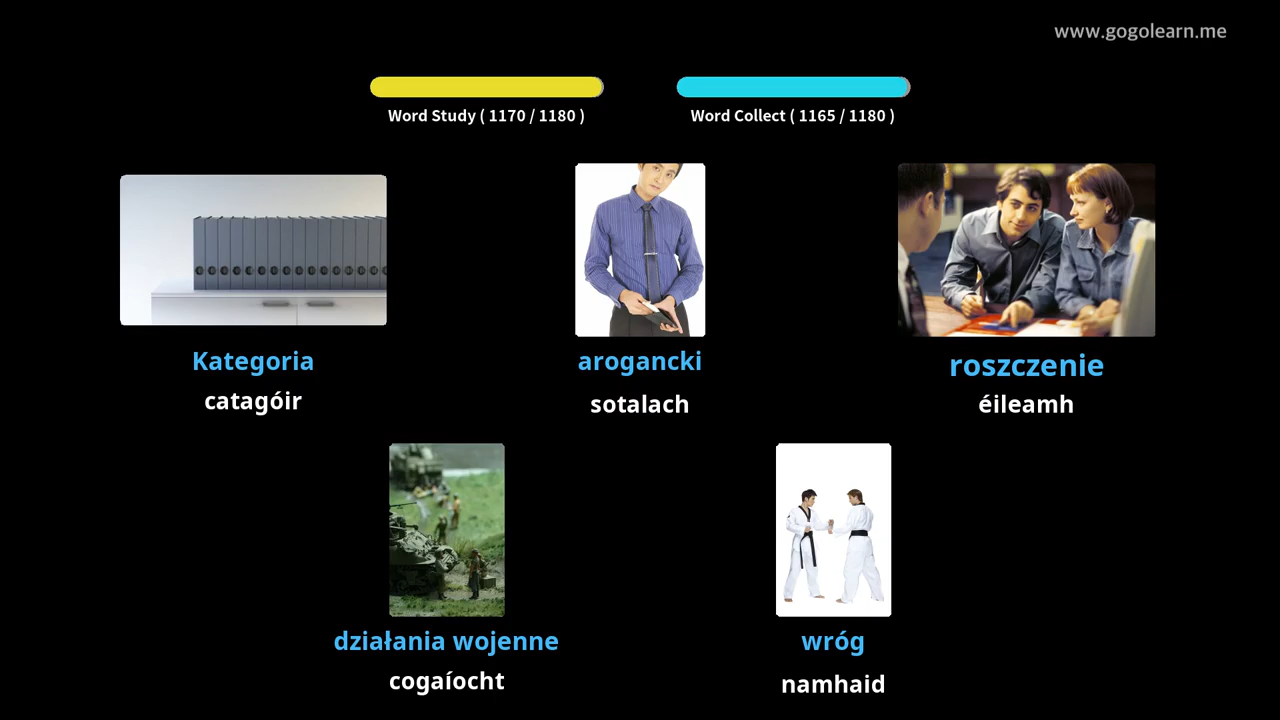 www.gogolearn.me
Word Study ( 1170 / 1180 )
Word Collect ( 1165 / 1180 )
Kategoria
catagóir
arogancki
sotalach
roszczenie
éileamh
działania wojenne
cogaíocht
wróg
namhaid